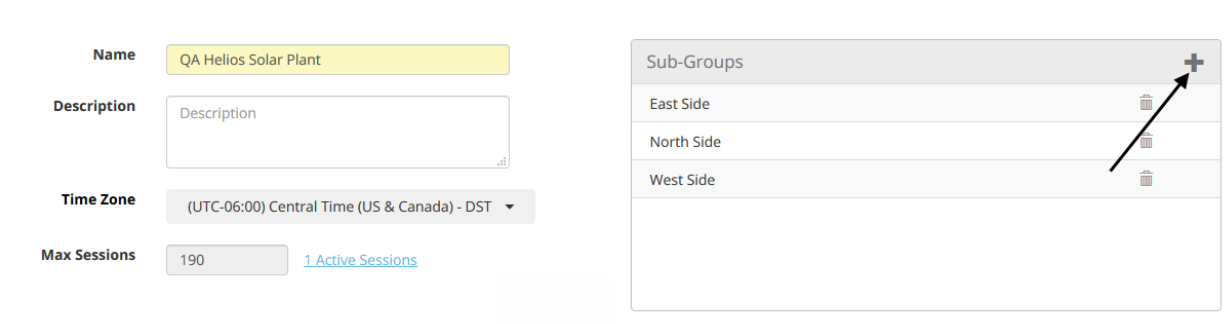 Name
QA Helios Solar Plant
Description
Description
Time Zone
(UTC-06:00) Central Time (US & Canada) - DST
Max Sessions
190
1 Active Sessions
Sub-Groups
East Side
North Side
West Side